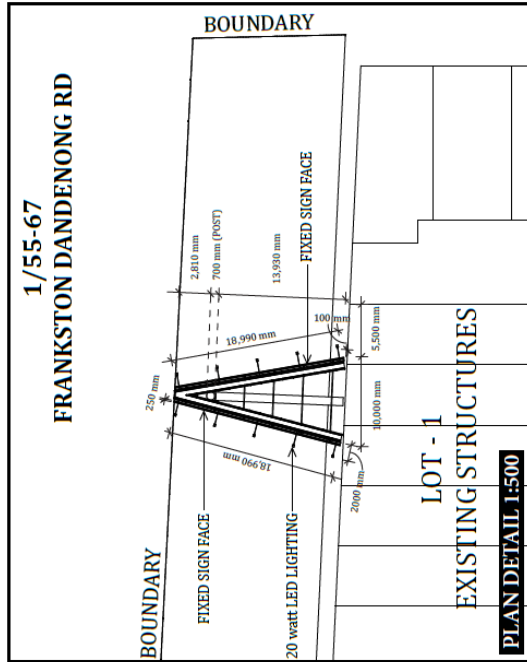 BOUNDARY
1/55-67
FRANKSTON DANDENONG RD
2,810 mm
700 mm (POST)
13,930 mm
FIXED SIGN FACE
18,990 mm
100 mm
5,500 mm
250 mm
10,000 mm
18,990 mm
2000 mm
FIXED SIGN FACE
20 watt LED LIGHTING
BOUNDARY
LOT - 1
EXISTING STRUCTURES
PLAN DETAIL 1:500